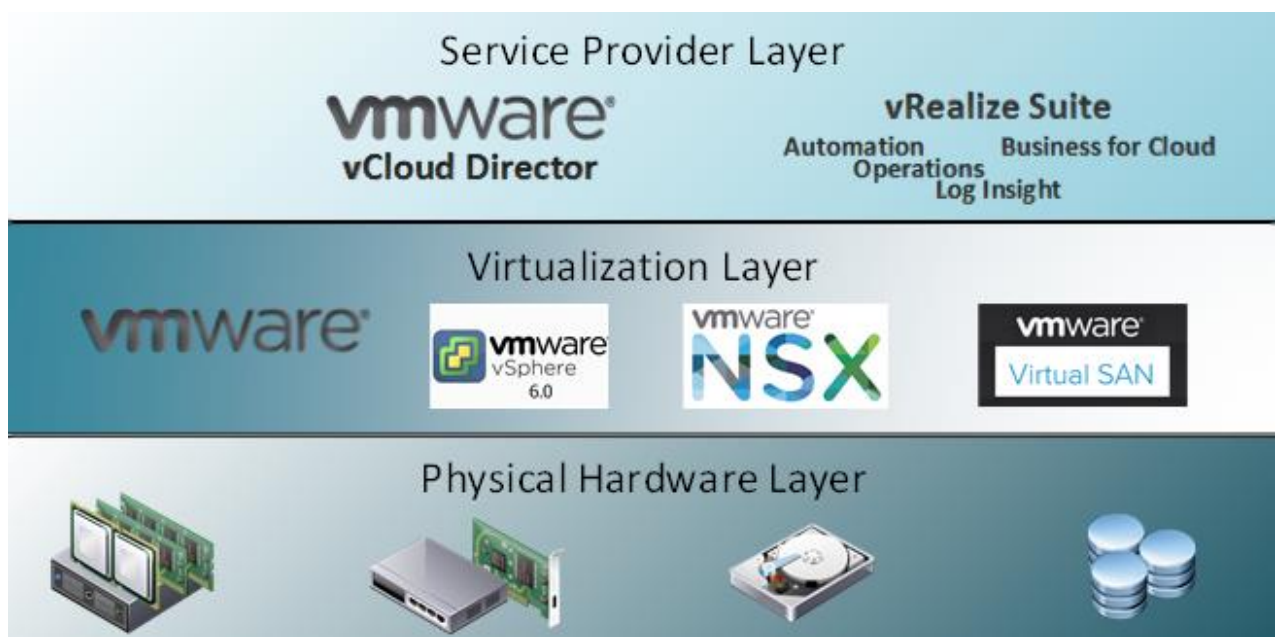 Service Provider Layer
vmware®
vCloud Director
vRealize Suite
Automation Business for Cloud
Operations
Log Insight
Virtualization Layer
vmware®
vmware
vSphere
6.0
vmware®
NSX
vmware®
Virtual SAN
Physical Hardware Layer